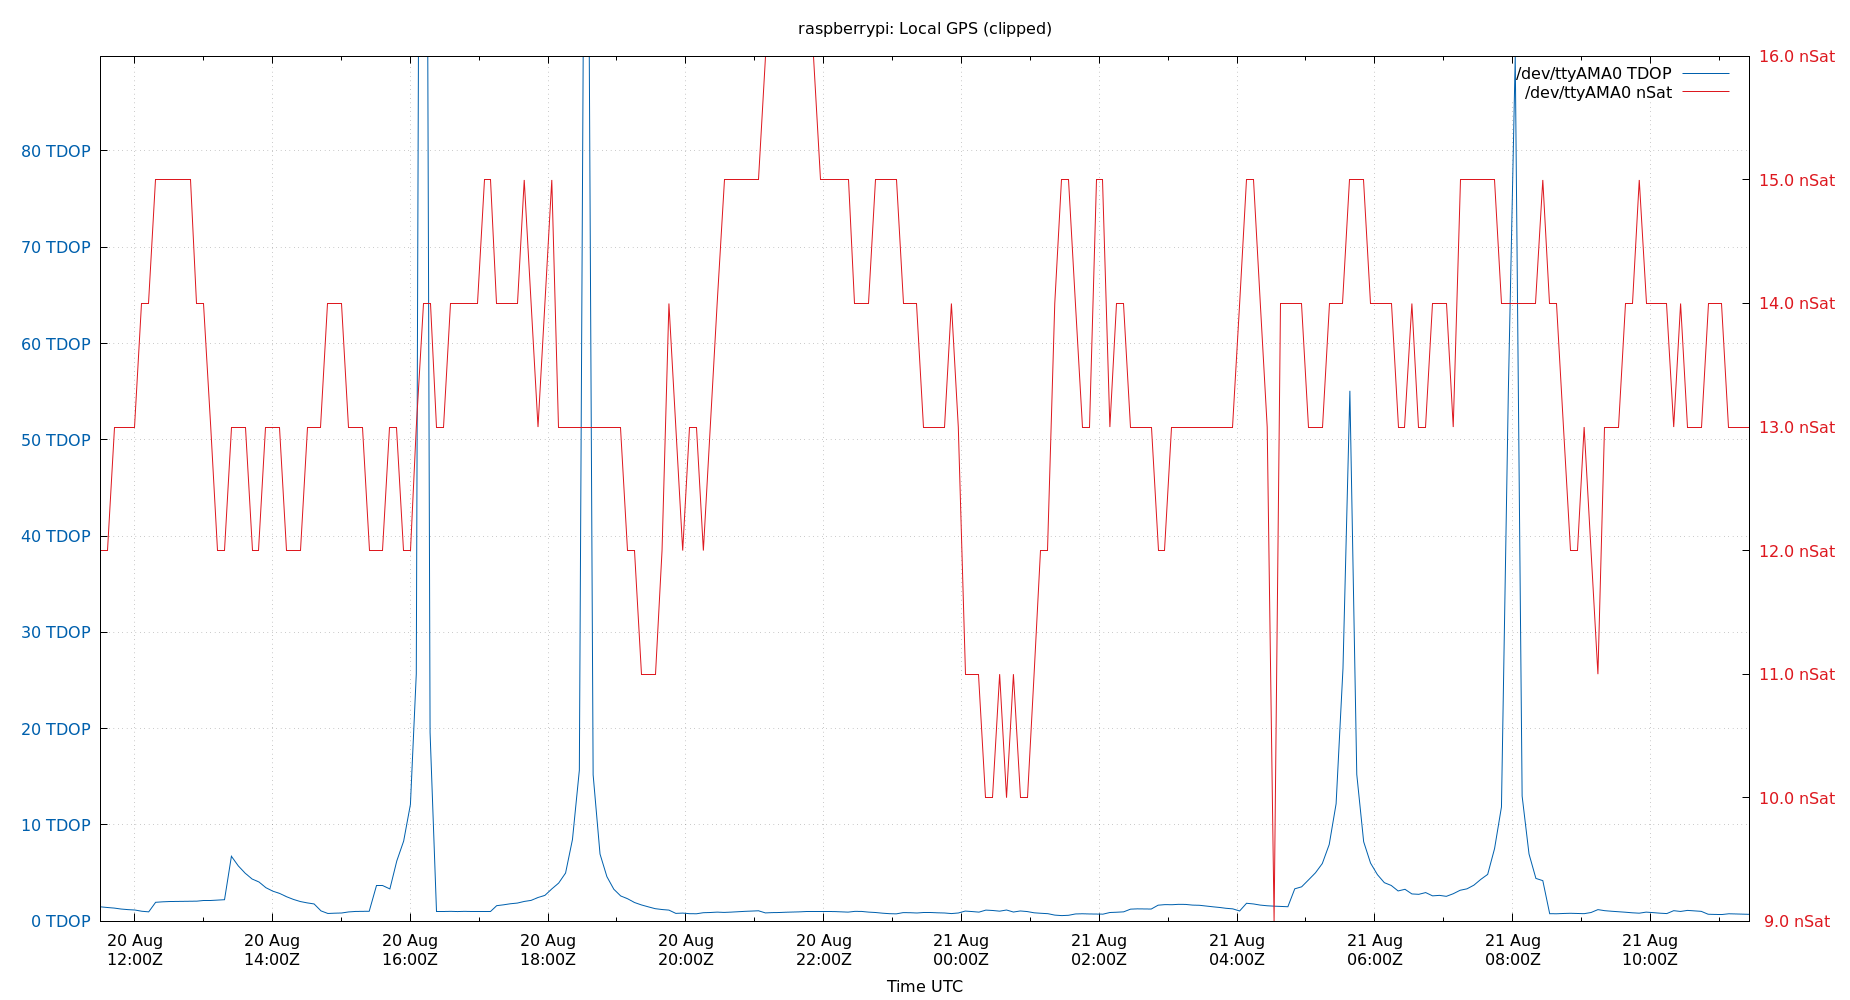 raspberrypi: Local GPS (clipped)
/dev/ttyAMA0 TDOP
/dev/ttyAMA0 nSat
80 TDOP
70 TDOP
60 TDOP
50 TDOP
40 TDOP
30 TDOP
20 TDOP
10 TDOP
0 TDOP
16.0 nSat
15.0 nSat
14.0 nSat
13.0 nSat
12.0 nSat
11.0 nSat
10.0 nSat
9.0 nSat
20 Aug
12:00Z
20 Aug
14:00Z
20 Aug
16:00Z
20 Aug
18:00Z
20 Aug
20:00Z
20 Aug
22:00Z
21 Aug
00:00Z
21 Aug
02:00Z
21 Aug
04:00Z
21 Aug
06:00Z
21 Aug
08:00Z
21 Aug
10:00Z
Time UTC